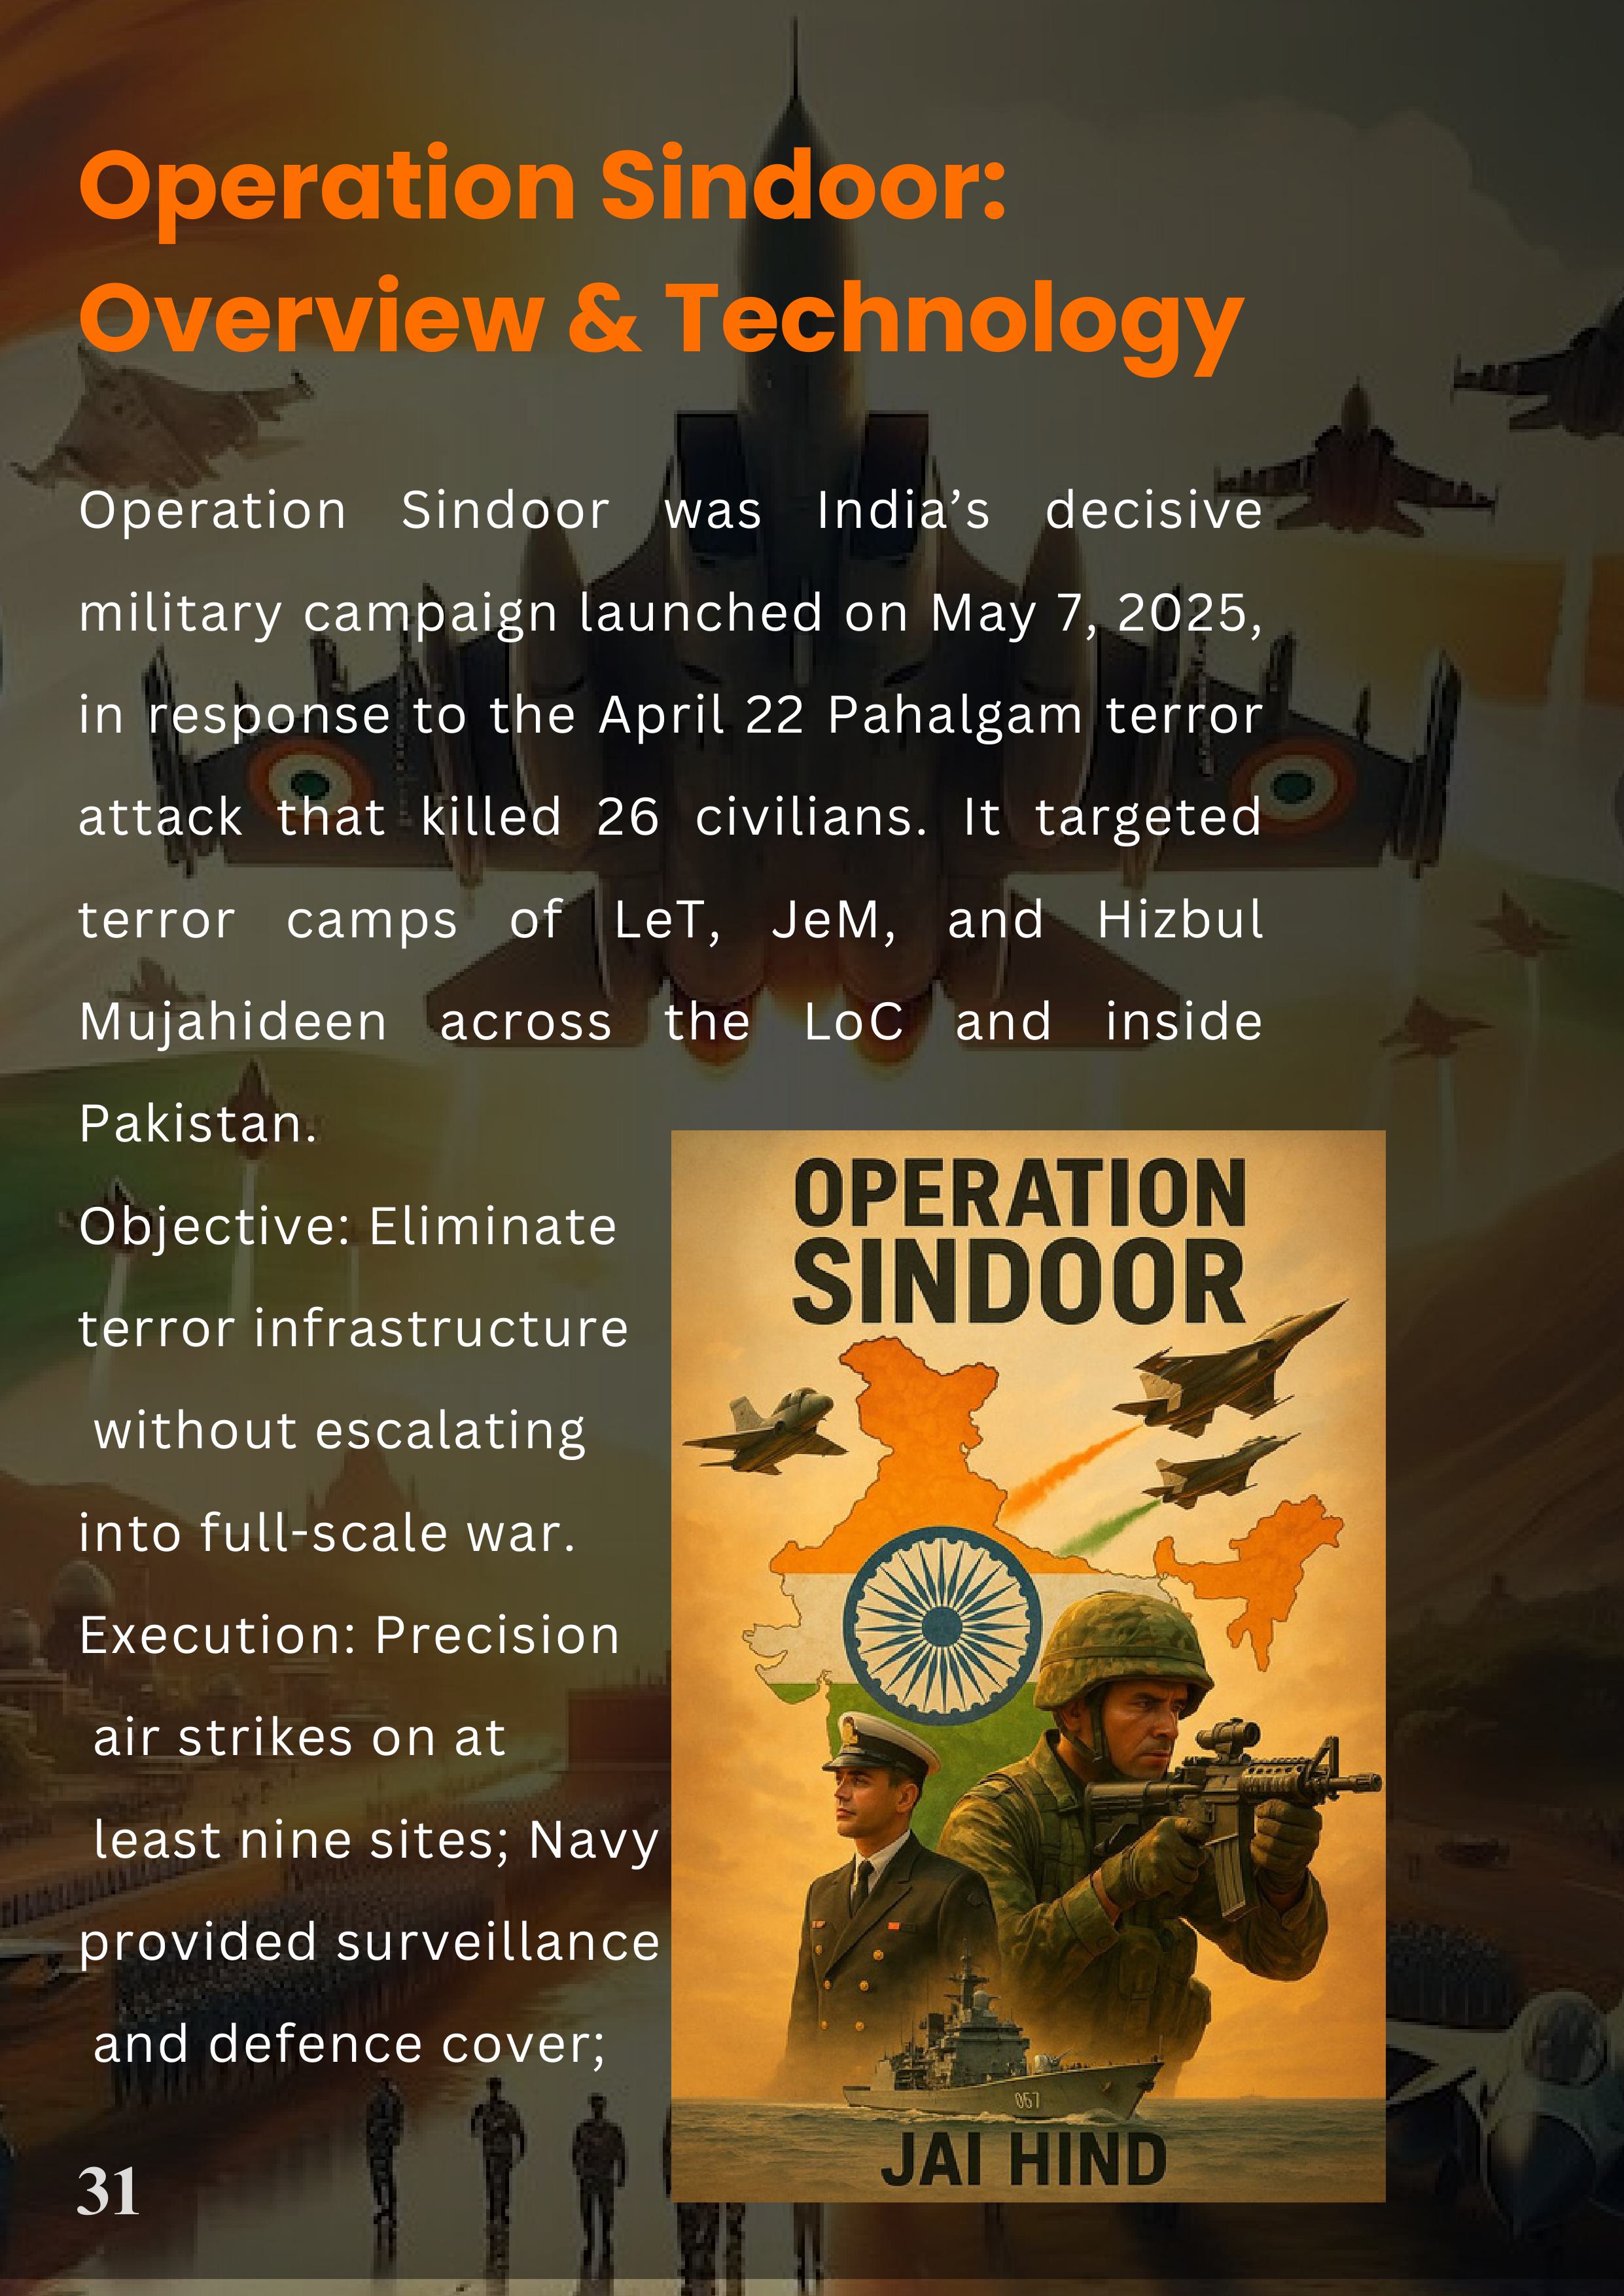 Operation Sindoor:
Overview & Technology
Operation Sindoor was India’s decisive
military campaign launched on May 7, 2025,
in response to the April 22 Pahalgam terror
attack that killed 26 civilians. It targeted
terror camps of LeT, JeM, and Hizbul
Mujahideen across the LoC and inside
Pakistan.
Objective: Eliminate
terror infrastructure
without escalating
into full-scale war.
Execution: Precision
air strikes on at
least nine sites; Navy
provided surveillance
and defence cover;
OPERATION
SINDOOR
067
JAI HIND
31